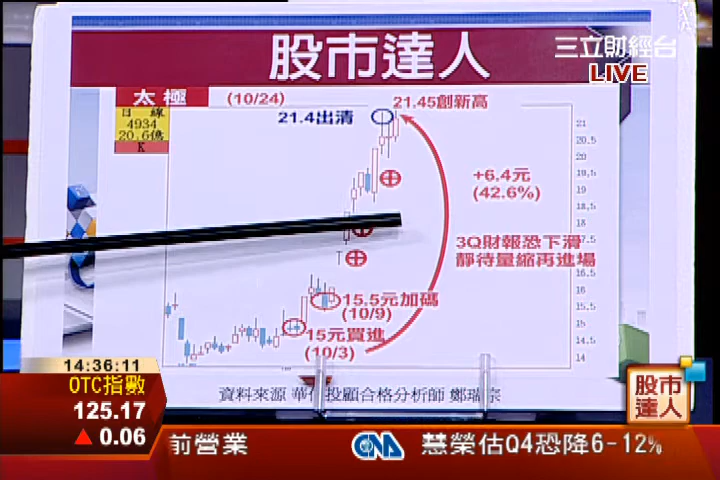 股市達人
三立財經台
LIVE
太極 (10/24)
日線
4934
20.6億
K
21.45創新高
21.4出清
21
20.5
20
19.5
19
18.5
18
17.5
16.5
16
15.5
15
14.5
14
+6.4元
(42.6%)
3Q財報恐下滑
靜待量縮再進場
15.5元加碼
(10/9)
15元買進
(10/3)
資料來源 華
投顧合格分析師 鄭瑞宗
14:36:11
OTC指數
125.17
▲ 0.06
股市
達人
前營業
CNA
慧榮估Q4恐降6-12%